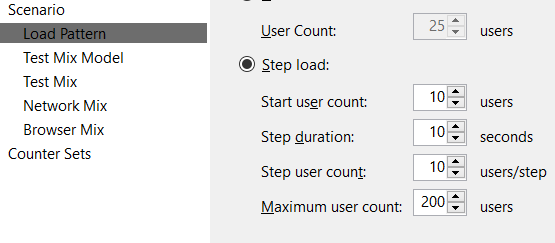 Scenario
Load Pattern
Test Mix Model
Test Mix
Network Mix
Browser Mix
Counter Sets
User Count: 25 users
Step load:
Start user count: 10 users
Step duration: 10 seconds
Step user count: 10 users/step
Maximum user count: 200 users